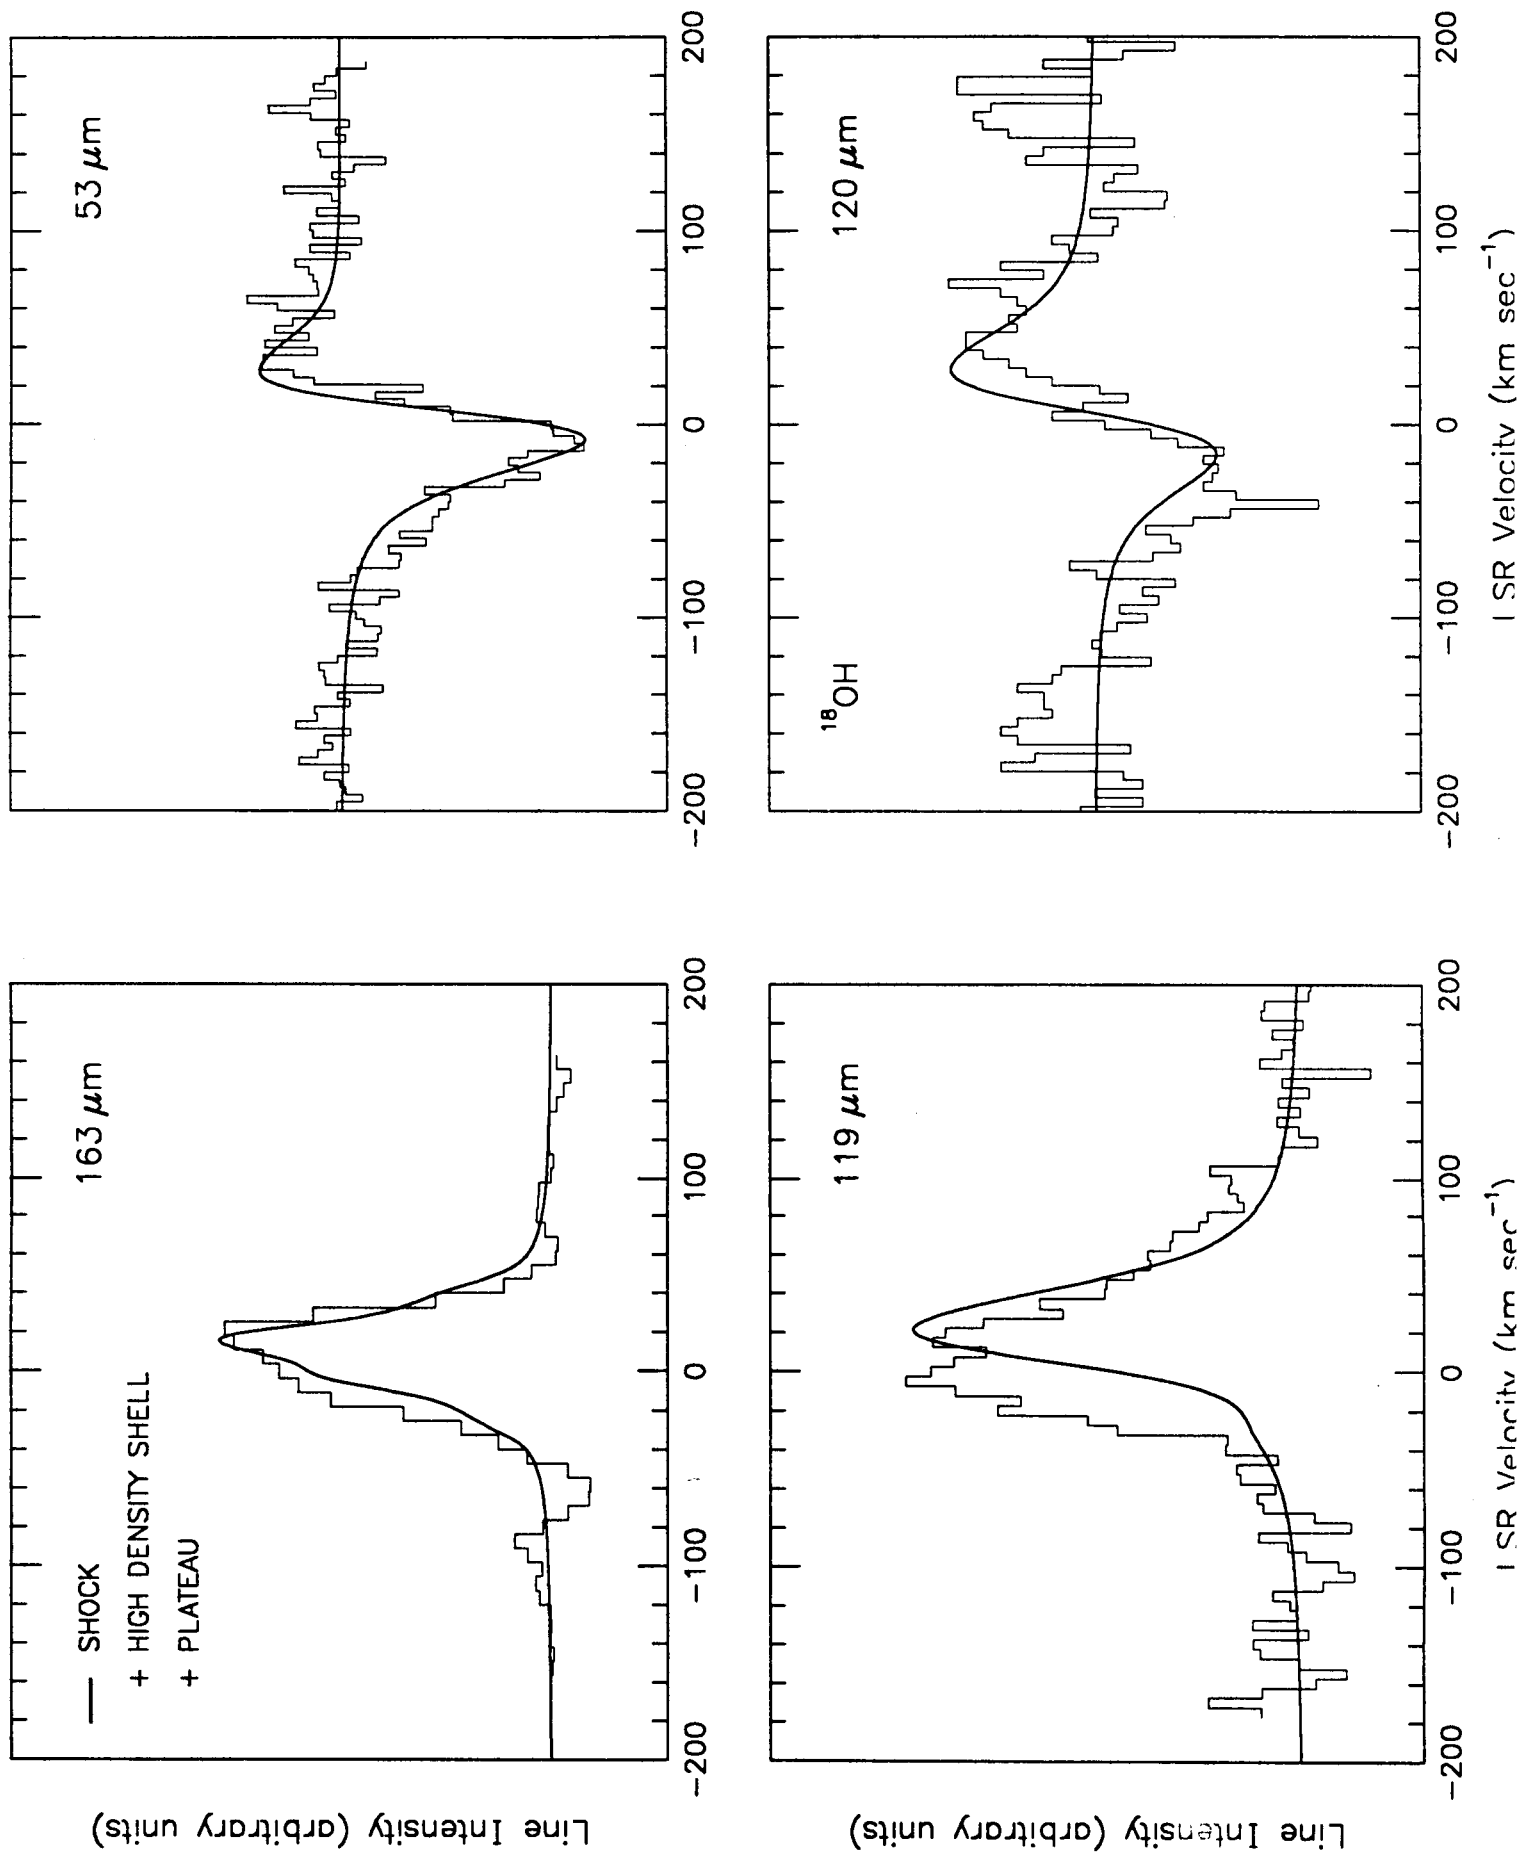 163 μm
— SHOCK
+ HIGH DENSITY SHELL
+ PLATEAU
-200 -100 0 100 200
53 μm
-200 -100 0 100 200
119 μm
-200 -100 0 100 200
120 μm
¹⁸OH
-200 -100 0 100 200
Line Intensity (arbitrary units)
Line Intensity (arbitrary units)
LSR Velocity (km sec⁻¹)
LSR Velocity (km sec⁻¹)